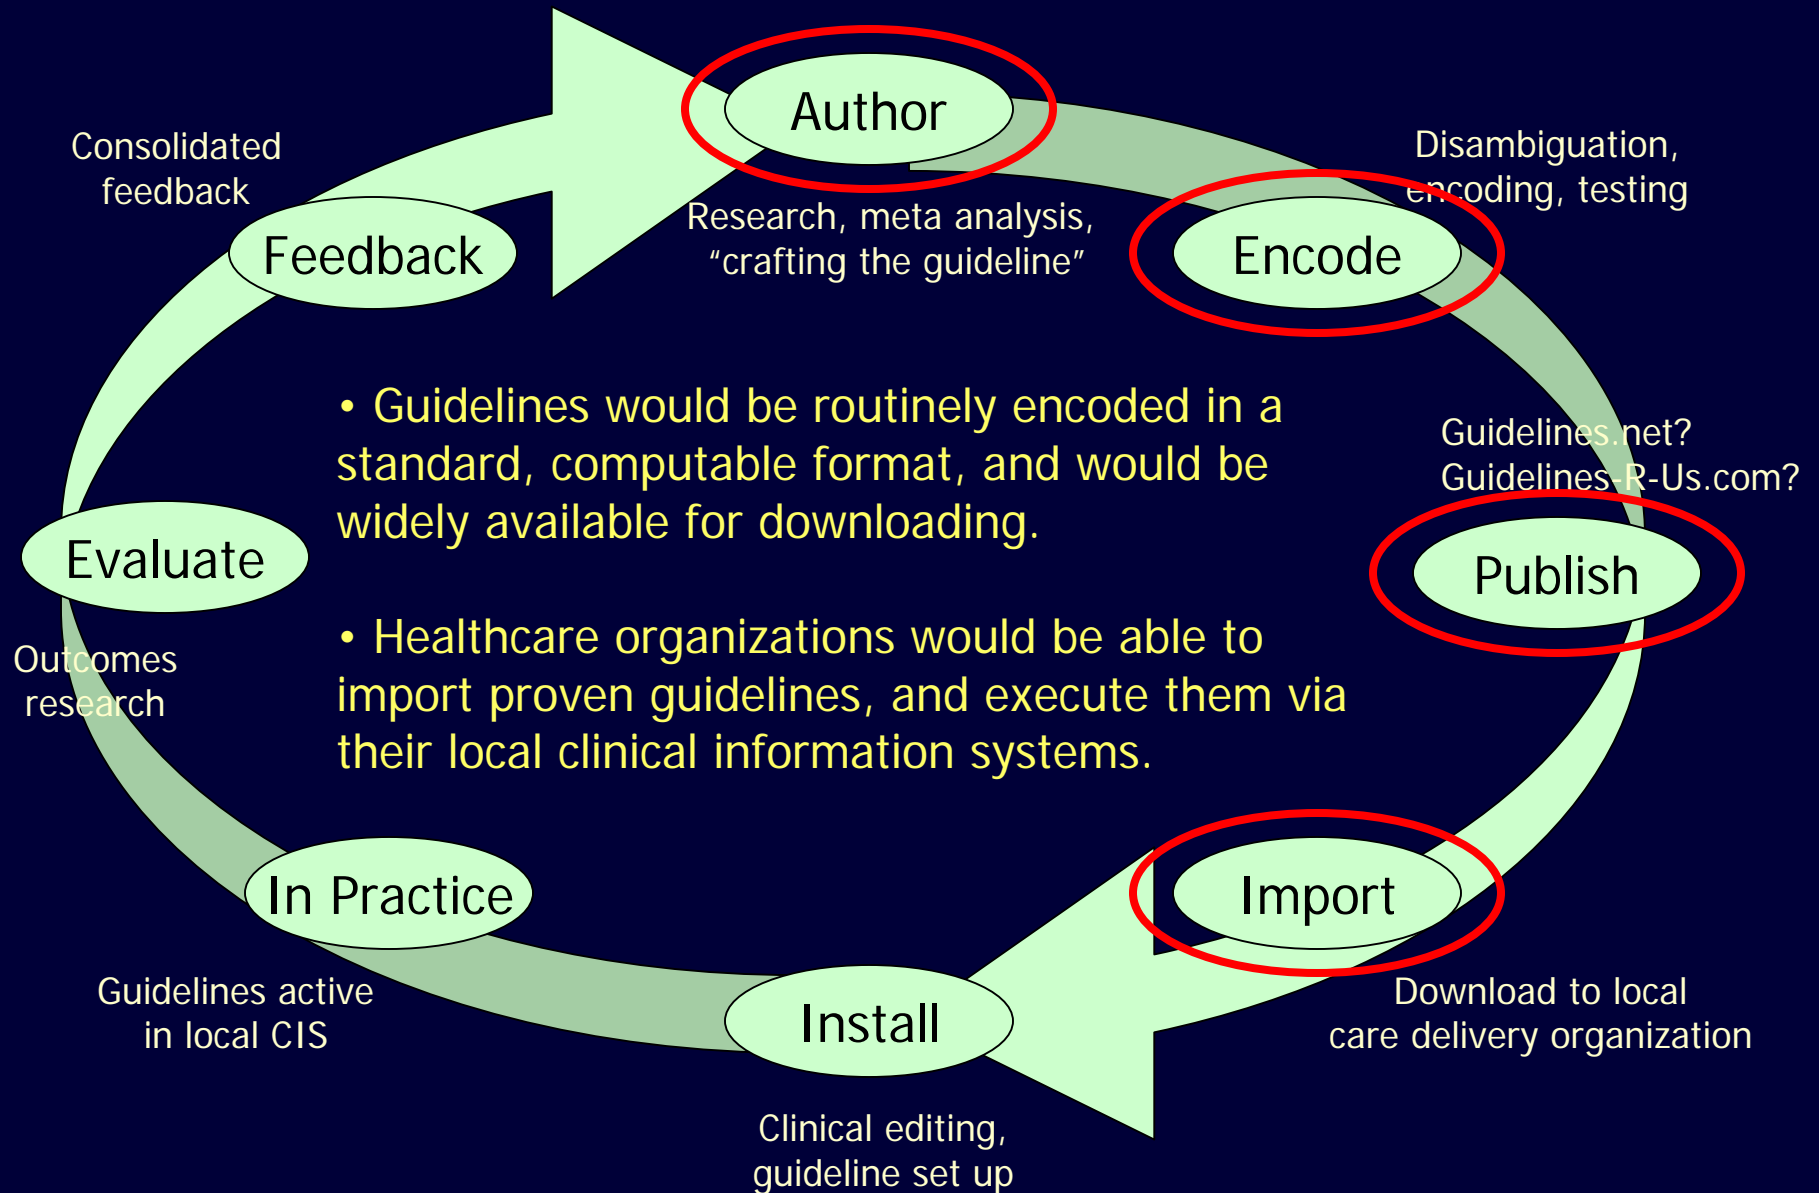 Author
Consolidated
feedback
Disambiguation,
encoding, testing
Research, meta analysis,
“crafting the guideline”
Feedback
Encode
• Guidelines would be routinely encoded in a
standard, computable format, and would be
widely available for downloading.
Guidelines.net?
Guidelines-R-Us.com?
Evaluate
Publish
• Healthcare organizations would be able to
import proven guidelines, and execute them via
their local clinical information systems.
Outcomes
research
In Practice
Import
Guidelines active
in local CIS
Install
Download to local
care delivery organization
Clinical editing,
guideline set up